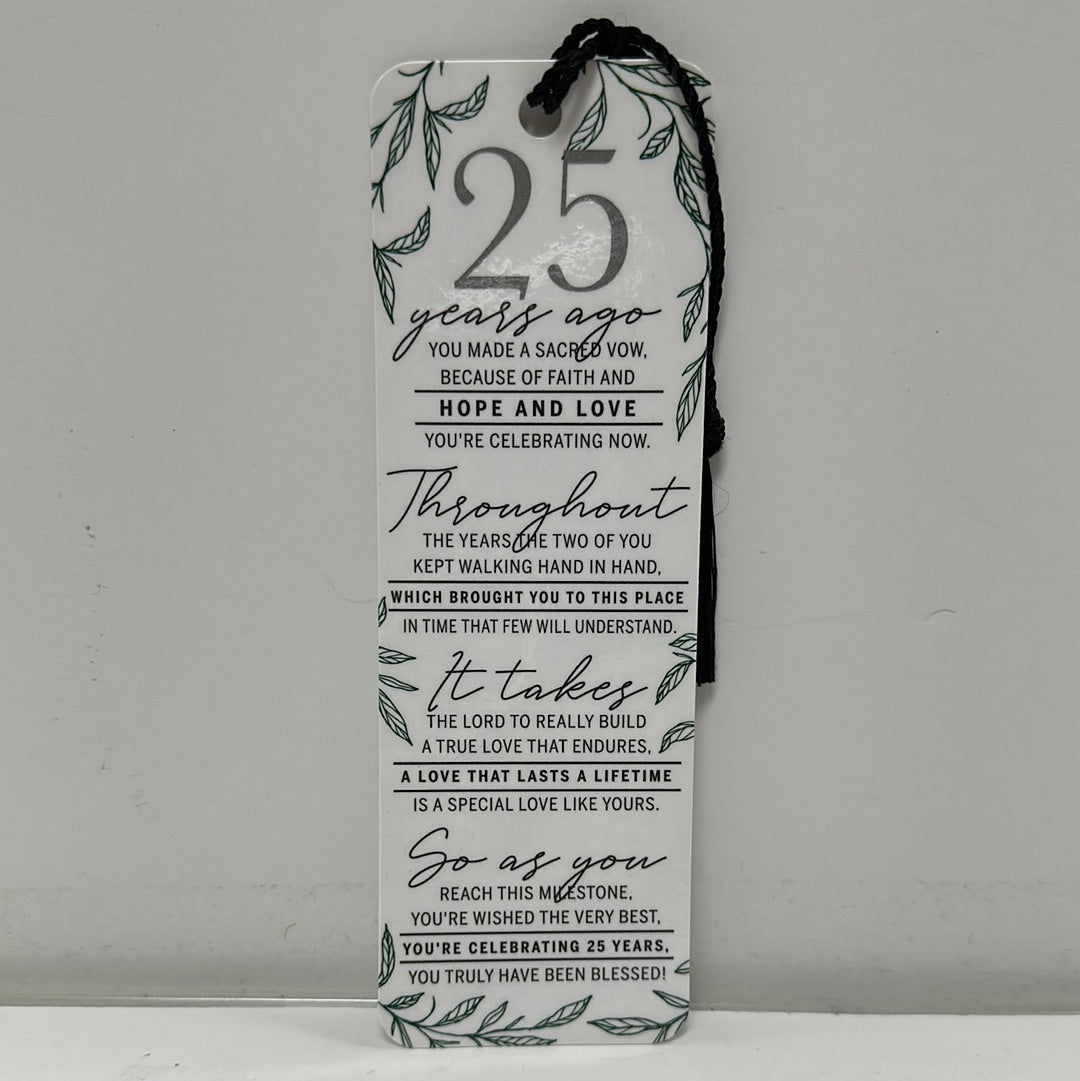 25
years ago
YOU MADE A SACRED VOW,
BECAUSE OF FAITH AND
HOPE AND LOVE
YOU'RE CELEBRATING NOW.
Throughout
THE YEARS THE TWO OF YOU
KEPT WALKING HAND IN HAND,
WHICH BROUGHT YOU TO THIS PLACE
IN TIME THAT FEW WILL UNDERSTAND.
It takes
THE LORD TO REALLY BUILD
A TRUE LOVE THAT ENDURES,
A LOVE THAT LASTS A LIFETIME
IS A SPECIAL LOVE LIKE YOURS.
So as you
REACH THIS MILESTONE,
YOU'RE WISHED THE VERY BEST,
YOU'RE CELEBRATING 25 YEARS,
YOU TRULY HAVE BEEN BLESSED!